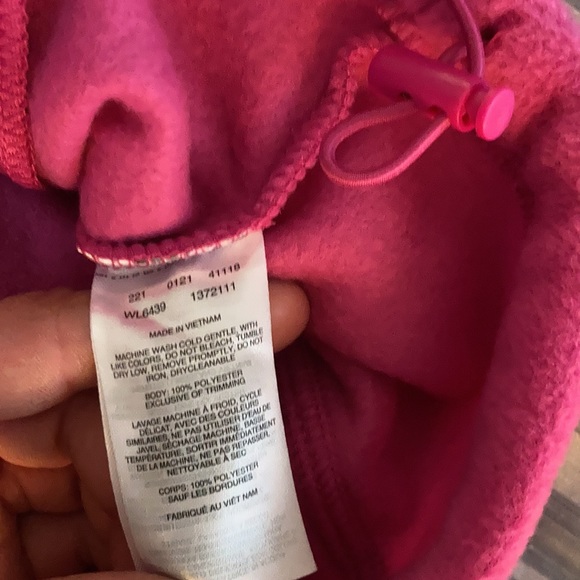 221 0121 41119
WL6439 1372111
MADE IN VIETNAM
MACHINE WASH COLD GENTLE, WITH
LIKE COLORS, DO NOT BLEACH, TUMBLE
DRY LOW, REMOVE PROMPTLY, DO NOT
IRON, DRYCLEANABLE
BODY: 100% POLYESTER
EXCLUSIVE OF TRIMMING
LAVAGE MACHINE À FROID, CYCLE
DÉLICAT, AVEC DES COULEURS
SIMILAIRES, NE PAS UTILISER D'EAU DE
JAVEL, SÉCHAGE MACHINE, BASSE
TEMPÉRATURE, SORTIR IMMÉDIATEMENT
DE LA MACHINE, NE PAS REPASSER,
NETTOYABLE À SEC
CORPS: 100% POLYESTER
SAUF LES BORDURES
FABRIQUÉ AU VIÊT NAM